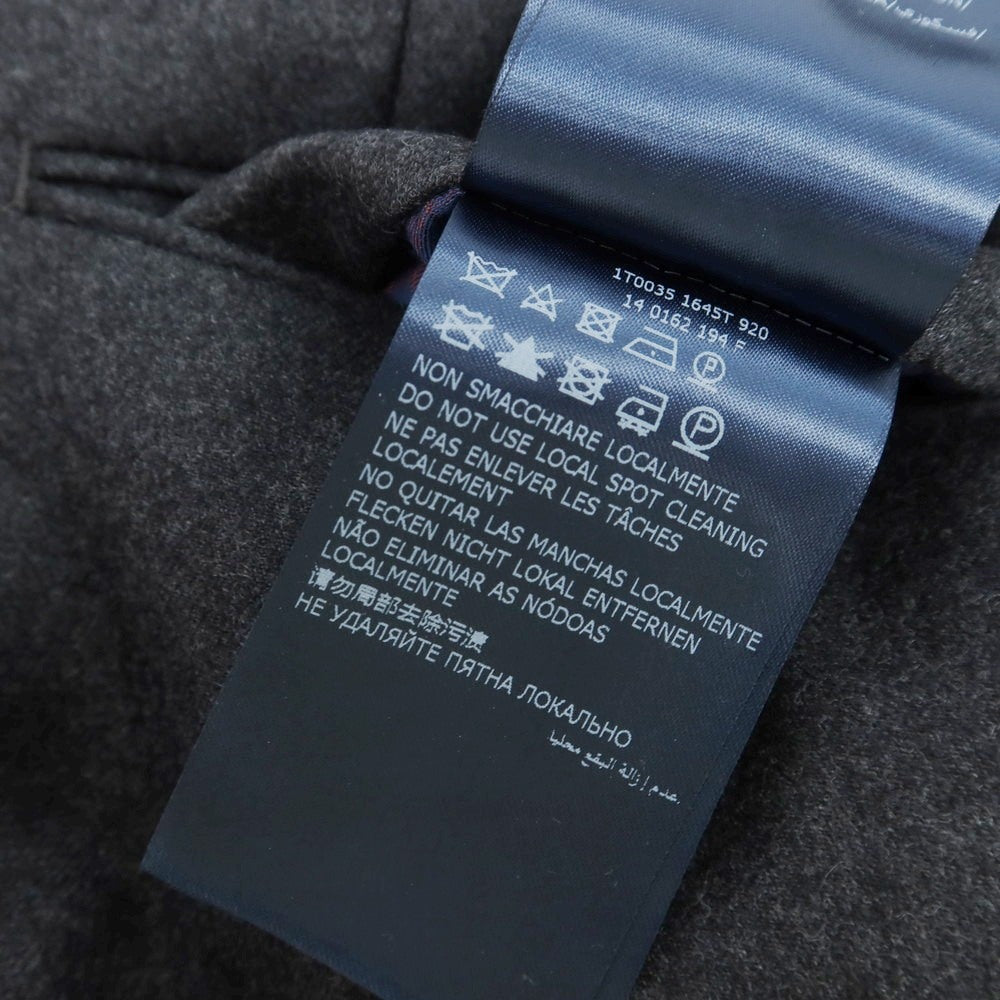 1T0035 1645T 920
14 0162 194 F
P
P
NON SMACCHIARE LOCALMENTE
DO NOT USE LOCAL SPOT CLEANING
NE PAS ENLEVER LES TÂCHES
LOCALEMENT
NO QUITAR LAS MANCHAS LOCALMENTE
FLECKEN NICHT LOKAL ENTFERNEN
NÃO ELIMINAR AS NÓDOAS
LOCALMENTE
请勿局部去除污渍
НЕ УДАЛЯЙТЕ ПЯТНА ЛОКАЛЬНО
عدم إزالة البقع محليا